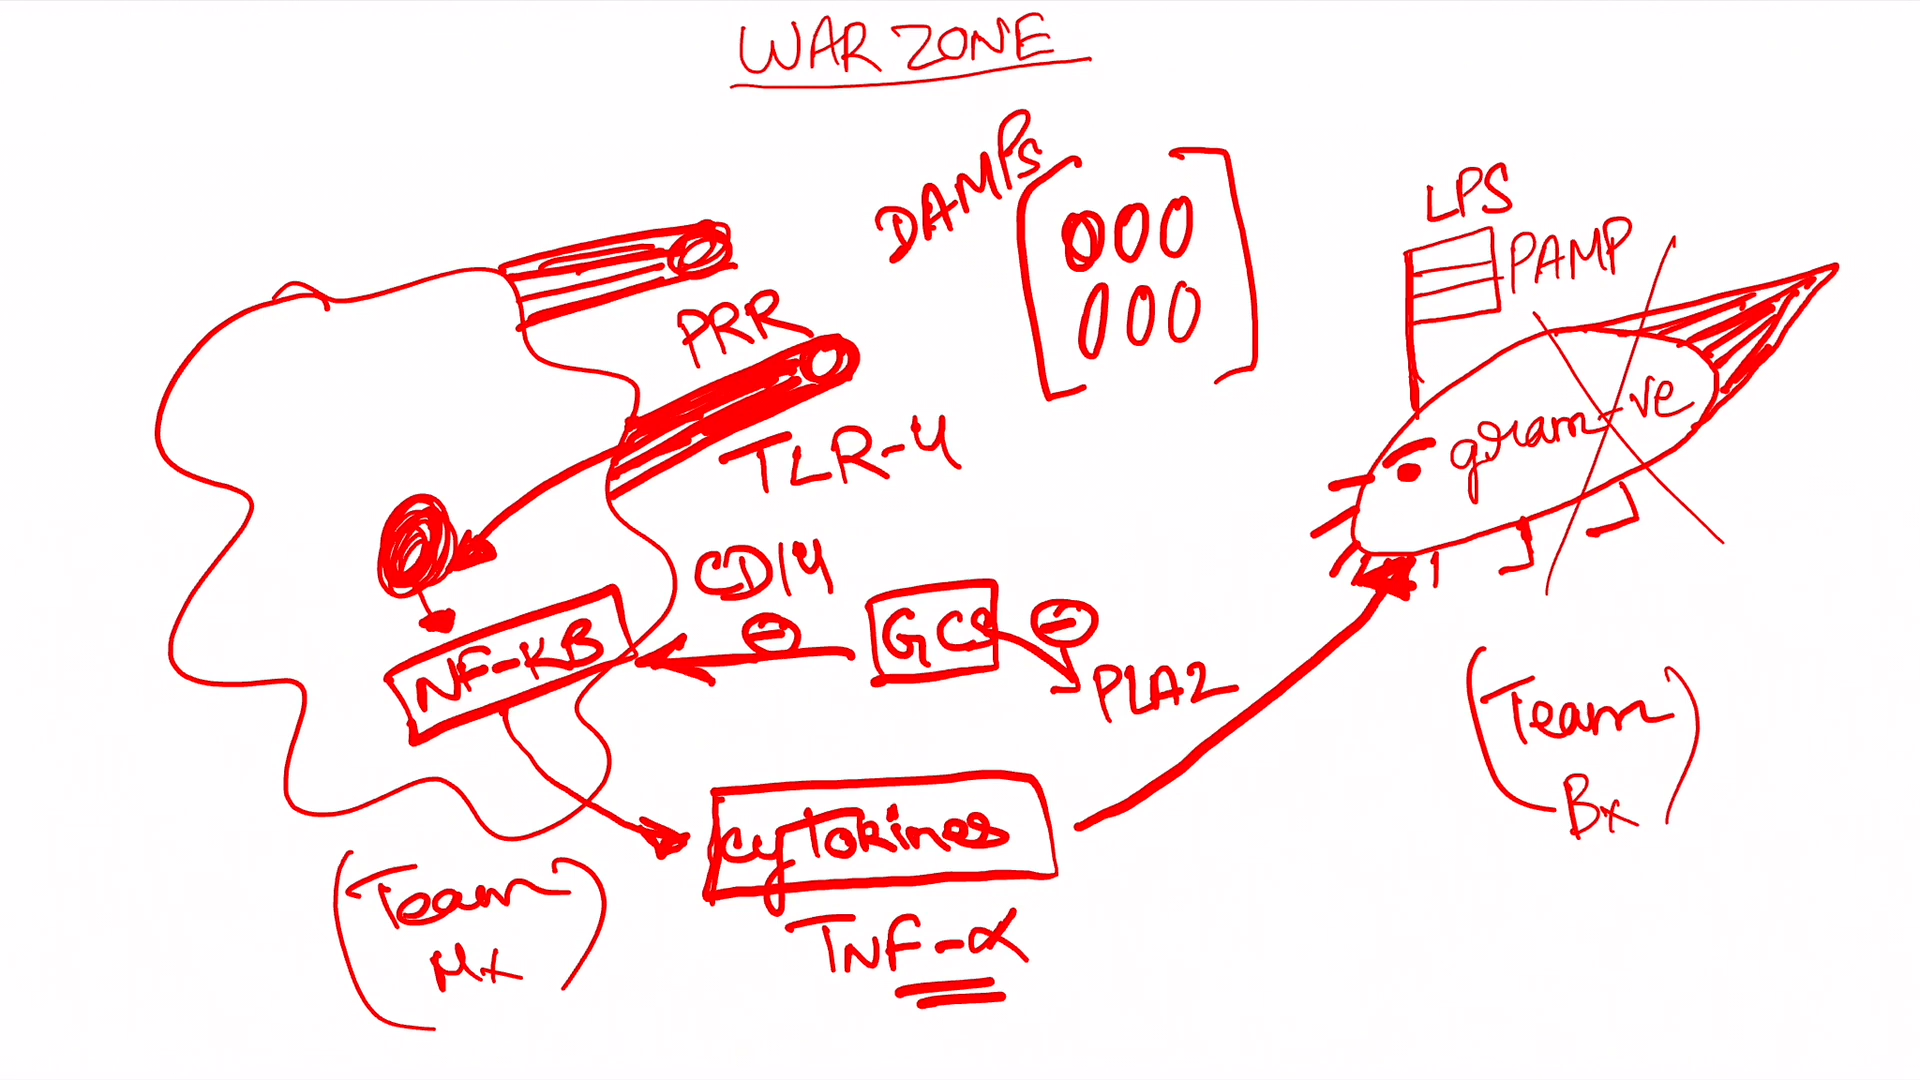 WAR ZONE
DAMPs
LPS
PAMP
PRR
TLR-4
gram -ve
CD14
NF-KB
GCs
PLA2
Team
Bx
cytokines
TNF-α
Team
Mx